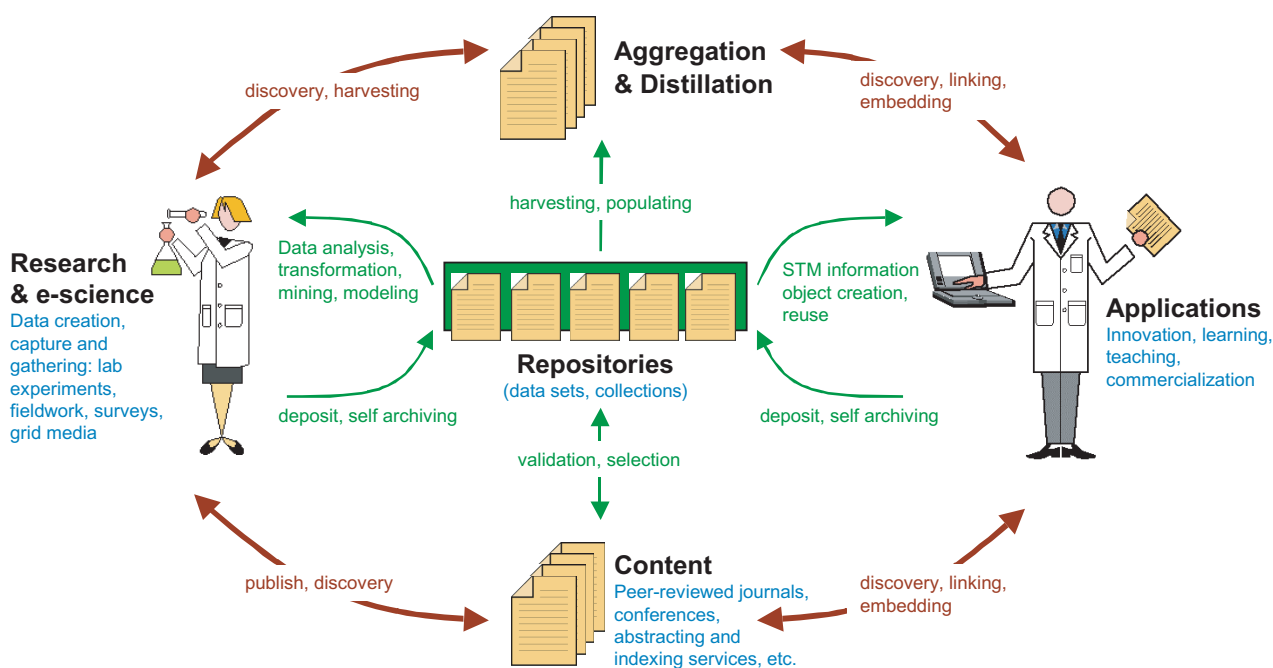 Aggregation
& Distillation
discovery, harvesting
discovery, linking,
embedding
harvesting, populating
Research
& e-science
Data creation,
capture and
gathering: lab
experiments,
fieldwork, surveys,
grid media
Data analysis,
transformation,
mining, modeling
STM information
object creation,
reuse
Applications
Innovation, learning,
teaching,
commercialization
Repositories
(data sets, collections)
deposit, self archiving
deposit, self archiving
validation, selection
Content
Peer-reviewed journals,
conferences,
abstracting and
indexing services, etc.
publish, discovery
discovery, linking,
embedding